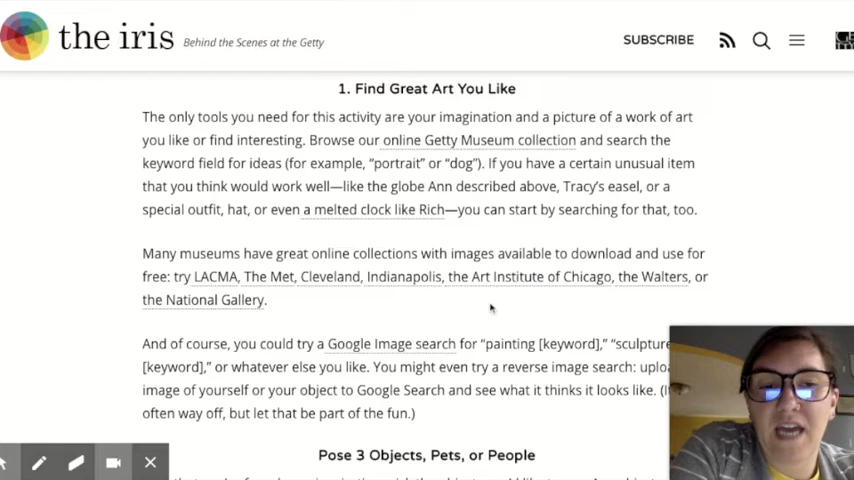 the iris Behind the Scenes at the Getty SUBSCRIBE
1. Find Great Art You Like
The only tools you need for this activity are your imagination and a picture of a work of art
you like or find interesting. Browse our online Getty Museum collection and search the
keyword field for ideas (for example, “portrait” or “dog”). If you have a certain unusual item
that you think would work well—like the globe Ann described above, Tracy’s easel, or a
special outfit, hat, or even a melted clock like Rich—you can start by searching for that, too.
Many museums have great online collections with images available to download and use for
free: try LACMA, The Met, Cleveland, Indianapolis, the Art Institute of Chicago, the Walters, or
the National Gallery.
And of course, you could try a Google Image search for “painting [keyword],” “sculpture
[keyword],” or whatever else you like. You might even try a reverse image search:
image of yourself or your object to Google Search and see what it thinks it looks like.
often way off, but let that be part of the fun.)
Pose 3 Objects, Pets, or People